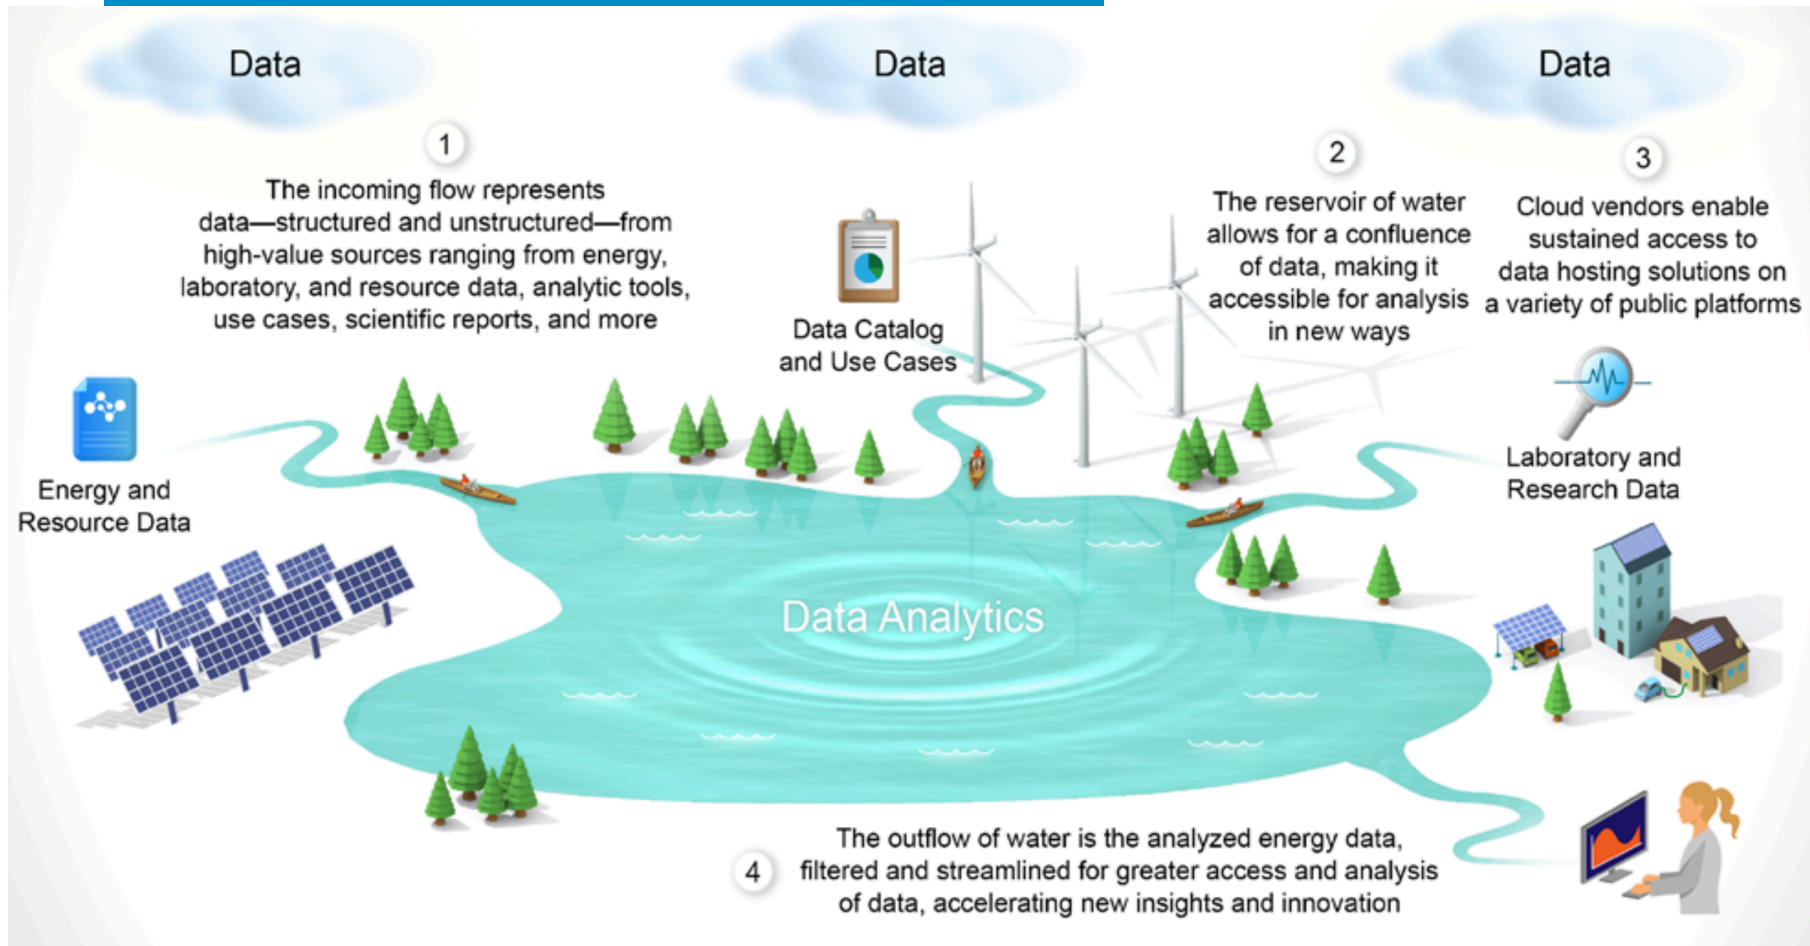 Data
Data
Data
1
The incoming flow represents
data—structured and unstructured—from
high-value sources ranging from energy,
laboratory, and resource data, analytic tools,
use cases, scientific reports, and more
2
The reservoir of water
allows for a confluence
of data, making it
accessible for analysis
in new ways
3
Cloud vendors enable
sustained access to
data hosting solutions on
a variety of public platforms
Data Catalog
and Use Cases
Energy and
Resource Data
Laboratory and
Research Data
Data Analytics
4
The outflow of water is the analyzed energy data,
filtered and streamlined for greater access and analysis
of data, accelerating new insights and innovation